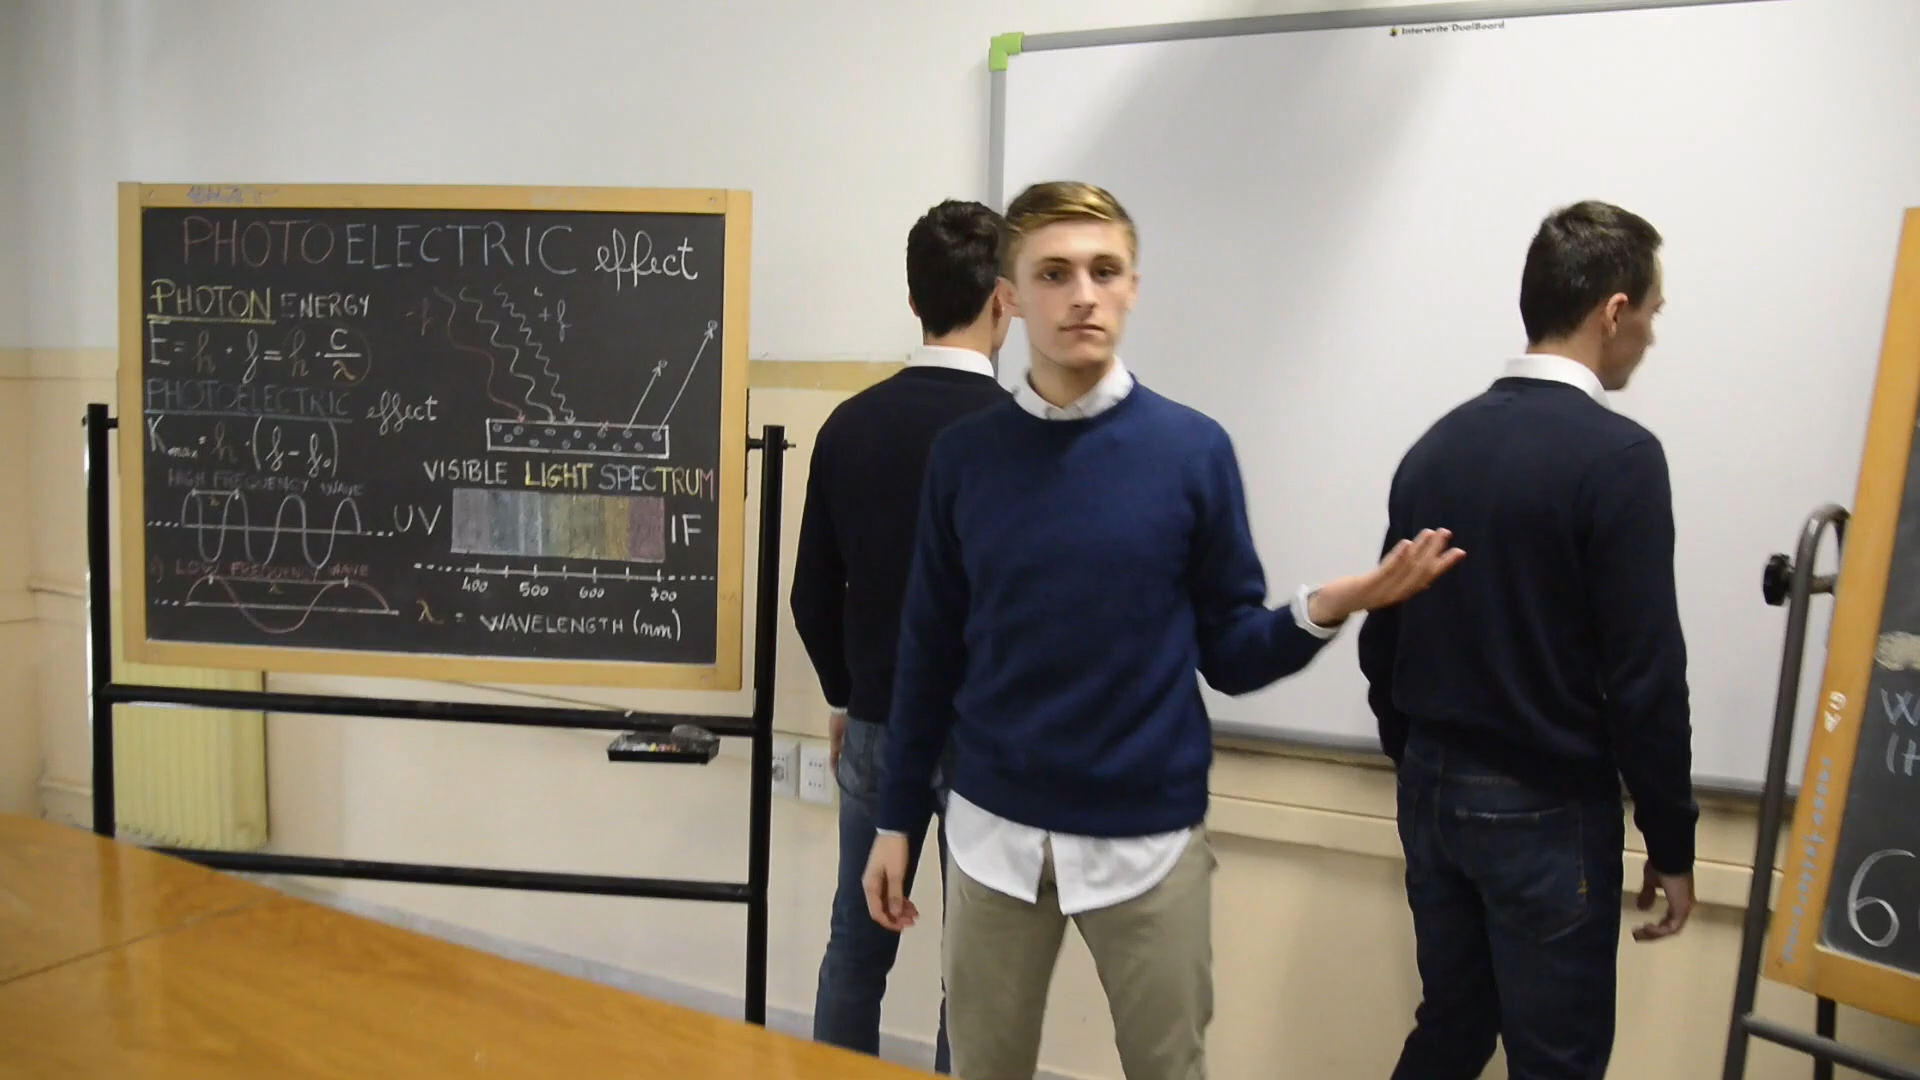 Interwrite DualBoard
PHOTOELECTRIC effect
PHOTON ENERGY
E = h · f = h · c/λ
PHOTOELECTRIC effect
Kmax = h · (f - f₀)
HIGH FREQUENCY WAVE
λ
LOW FREQUENCY WAVE
λ
- f
+ f
VISIBLE LIGHT SPECTRUM
UV IF
400 500 600 700
λ = WAVELENGTH (nm)
6